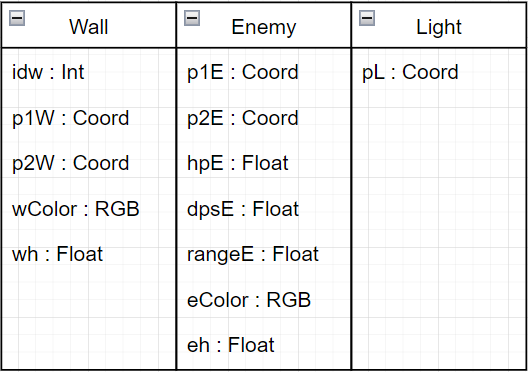 Wall
idw : Int
p1W : Coord
p2W : Coord
wColor : RGB
wh : Float
Enemy
p1E : Coord
p2E : Coord
hpE : Float
dpsE : Float
rangeE : Float
eColor : RGB
eh : Float
Light
pL : Coord